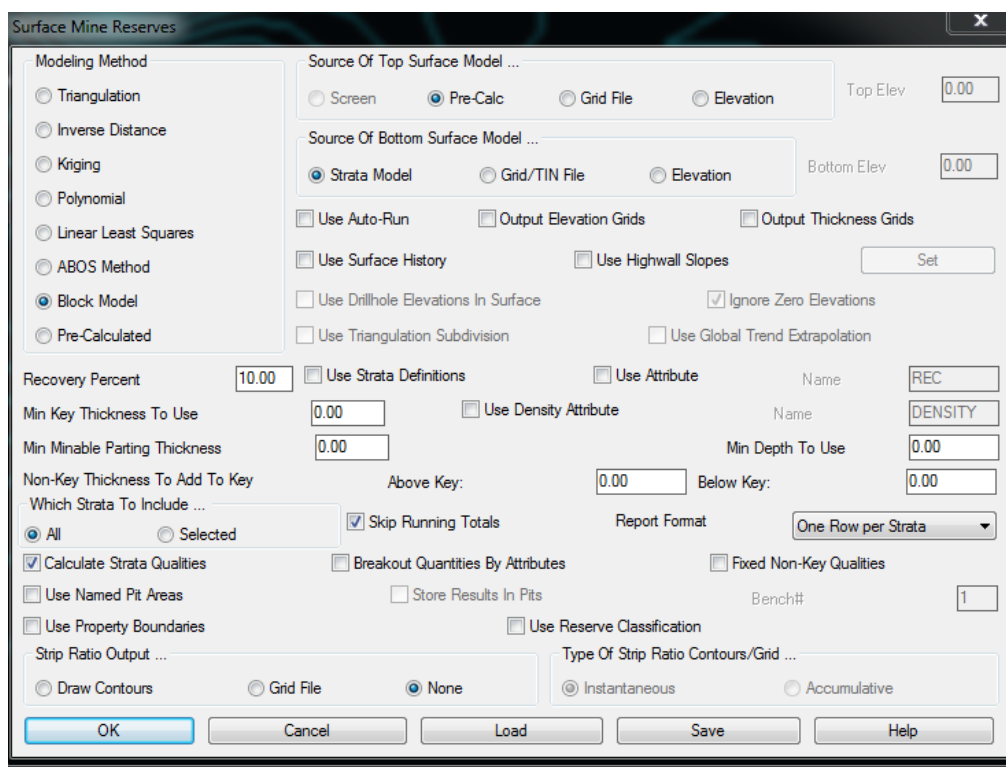 Surface Mine Reserves
x
Modeling Method
Triangulation
Inverse Distance
Kriging
Polynomial
Linear Least Squares
ABOS Method
Block Model
Pre-Calculated
Source Of Top Surface Model ...
Screen Pre-Calc Grid File Elevation
Top Elev 0.00
Source Of Bottom Surface Model ...
Strata Model Grid/TIN File Elevation
Bottom Elev 0.00
Use Auto-Run Output Elevation Grids Output Thickness Grids
Use Surface History Use Highwall Slopes Set
Use Drillhole Elevations In Surface Ignore Zero Elevations
Use Triangulation Subdivision Use Global Trend Extrapolation
Recovery Percent 10.00 Use Strata Definitions Use Attribute Name REC
Min Key Thickness To Use 0.00 Use Density Attribute Name DENSITY
Min Minable Parting Thickness 0.00 Min Depth To Use 0.00
Non-Key Thickness To Add To Key Above Key: 0.00 Below Key: 0.00
Which Strata To Include ...
All Selected
Skip Running Totals Report Format One Row per Strata
Calculate Strata Qualities Breakout Quantities By Attributes Fixed Non-Key Qualities
Use Named Pit Areas Store Results In Pits Bench# 1
Use Property Boundaries Use Reserve Classification
Strip Ratio Output ...
Draw Contours Grid File None
Type Of Strip Ratio Contours/Grid ...
Instantaneous Accumulative
OK Cancel Load Save Help